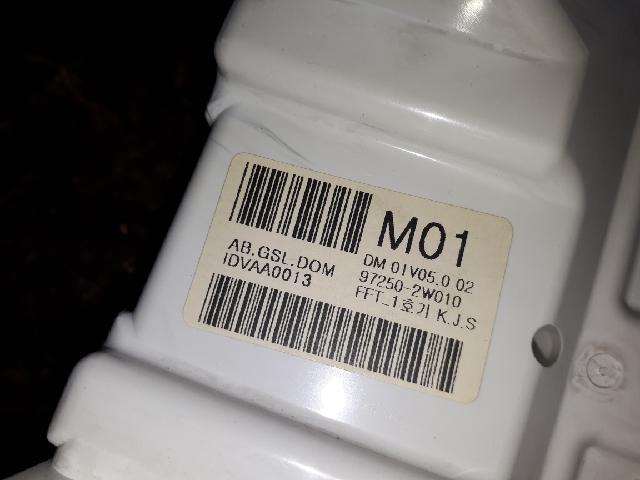 M01
AB.GSL.DOM
IDVAA0013
DM 01V05.0 02
97250-2W010
FFT_1호기 K.J.S